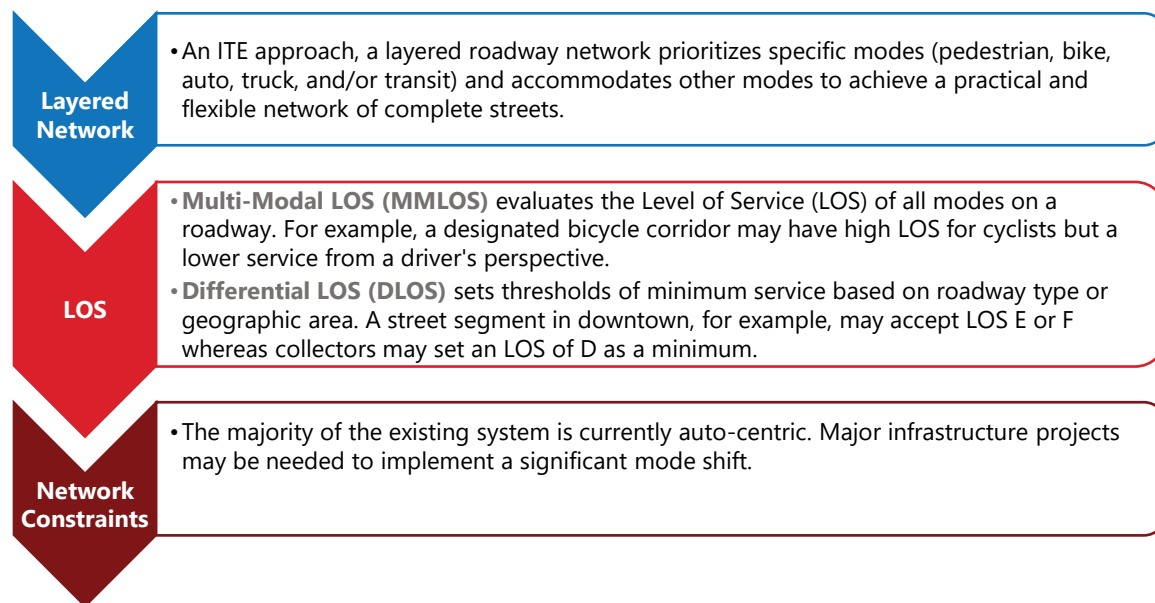 Layered
Network
•An ITE approach, a layered roadway network prioritizes specific modes (pedestrian, bike,
auto, truck, and/or transit) and accommodates other modes to achieve a practical and
flexible network of complete streets.
LOS
•Multi-Modal LOS (MMLOS) evaluates the Level of Service (LOS) of all modes on a
roadway. For example, a designated bicycle corridor may have high LOS for cyclists but a
lower service from a driver's perspective.
•Differential LOS (DLOS) sets thresholds of minimum service based on roadway type or
geographic area. A street segment in downtown, for example, may accept LOS E or F
whereas collectors may set an LOS of D as a minimum.
Network
Constraints
•The majority of the existing system is currently auto-centric. Major infrastructure projects
may be needed to implement a significant mode shift.